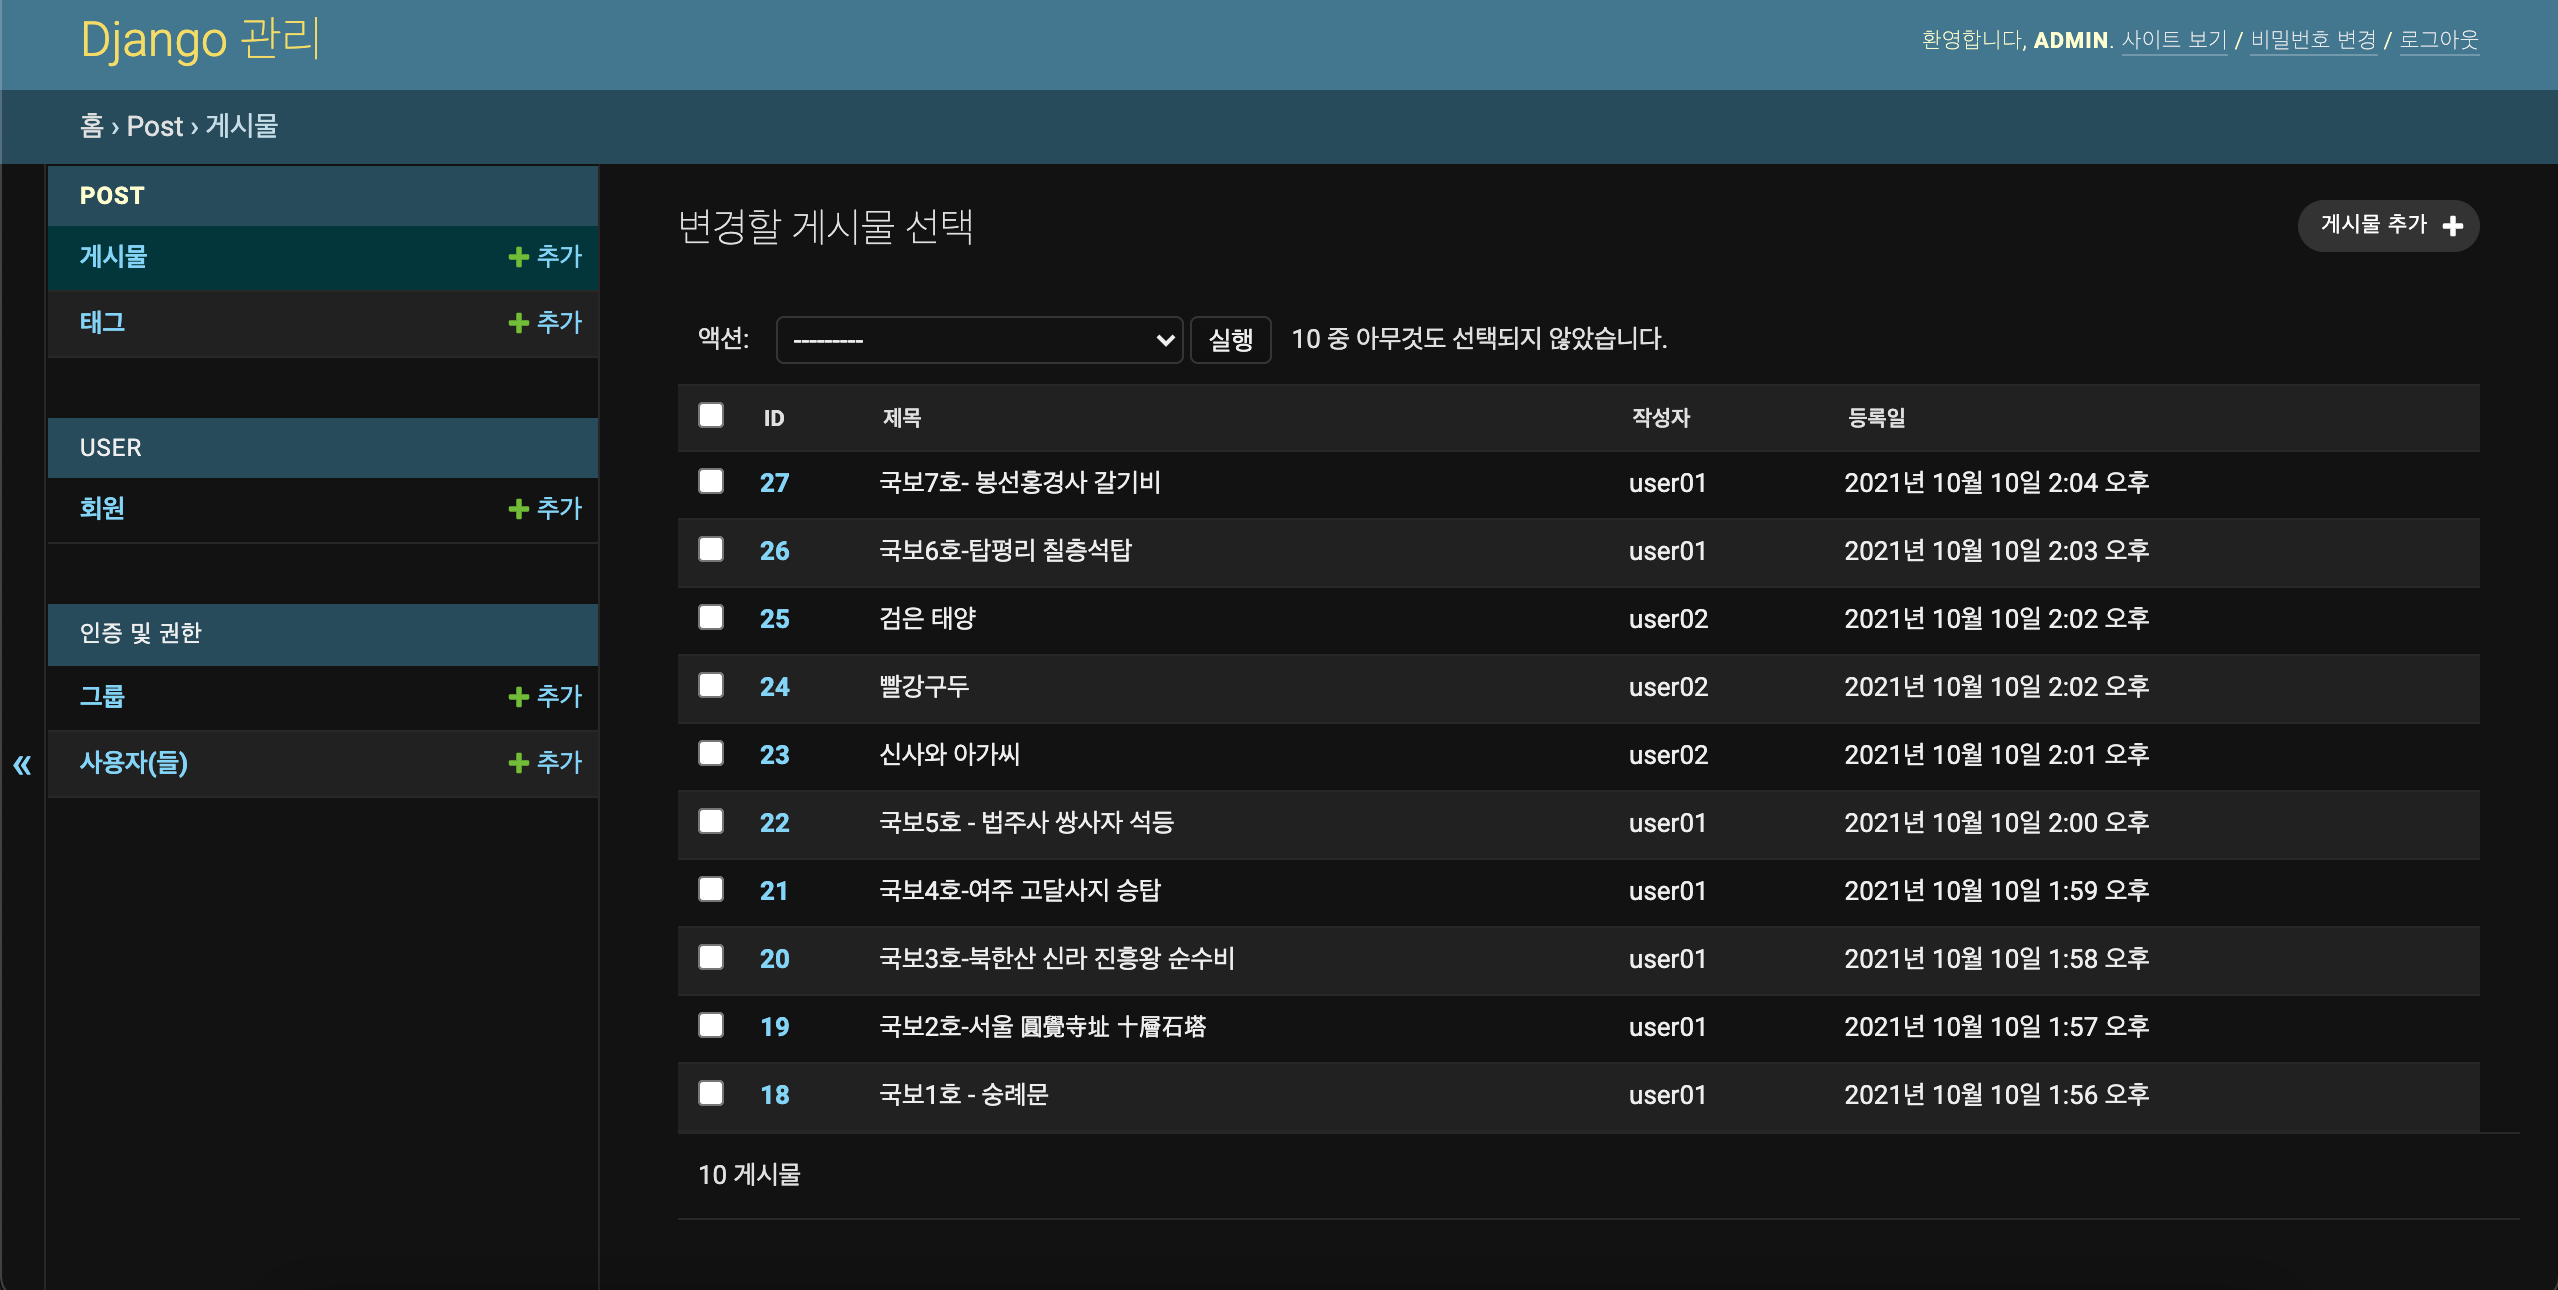 Django 관리
환영합니다, ADMIN. 사이트 보기 / 비밀번호 변경 / 로그아웃
홈 › Post › 게시물
POST
게시물 추가
태그 추가
USER
회원 추가
인증 및 권한
그룹 추가
사용자(들) 추가
«
변경할 게시물 선택
게시물 추가
액션: --------- 실행 10 중 아무것도 선택되지 않았습니다.
ID 제목 작성자 등록일
27 국보7호- 봉선홍경사 갈기비 user01 2021년 10월 10일 2:04 오후
26 국보6호-탑평리 칠층석탑 user01 2021년 10월 10일 2:03 오후
25 검은 태양 user02 2021년 10월 10일 2:02 오후
24 빨강구두 user02 2021년 10월 10일 2:02 오후
23 신사와 아가씨 user02 2021년 10월 10일 2:01 오후
22 국보5호 - 법주사 쌍사자 석등 user01 2021년 10월 10일 2:00 오후
21 국보4호-여주 고달사지 승탑 user01 2021년 10월 10일 1:59 오후
20 국보3호-북한산 신라 진흥왕 순수비 user01 2021년 10월 10일 1:58 오후
19 국보2호-서울 圓覺寺址 十層石塔 user01 2021년 10월 10일 1:57 오후
18 국보1호 - 숭례문 user01 2021년 10월 10일 1:56 오후
10 게시물